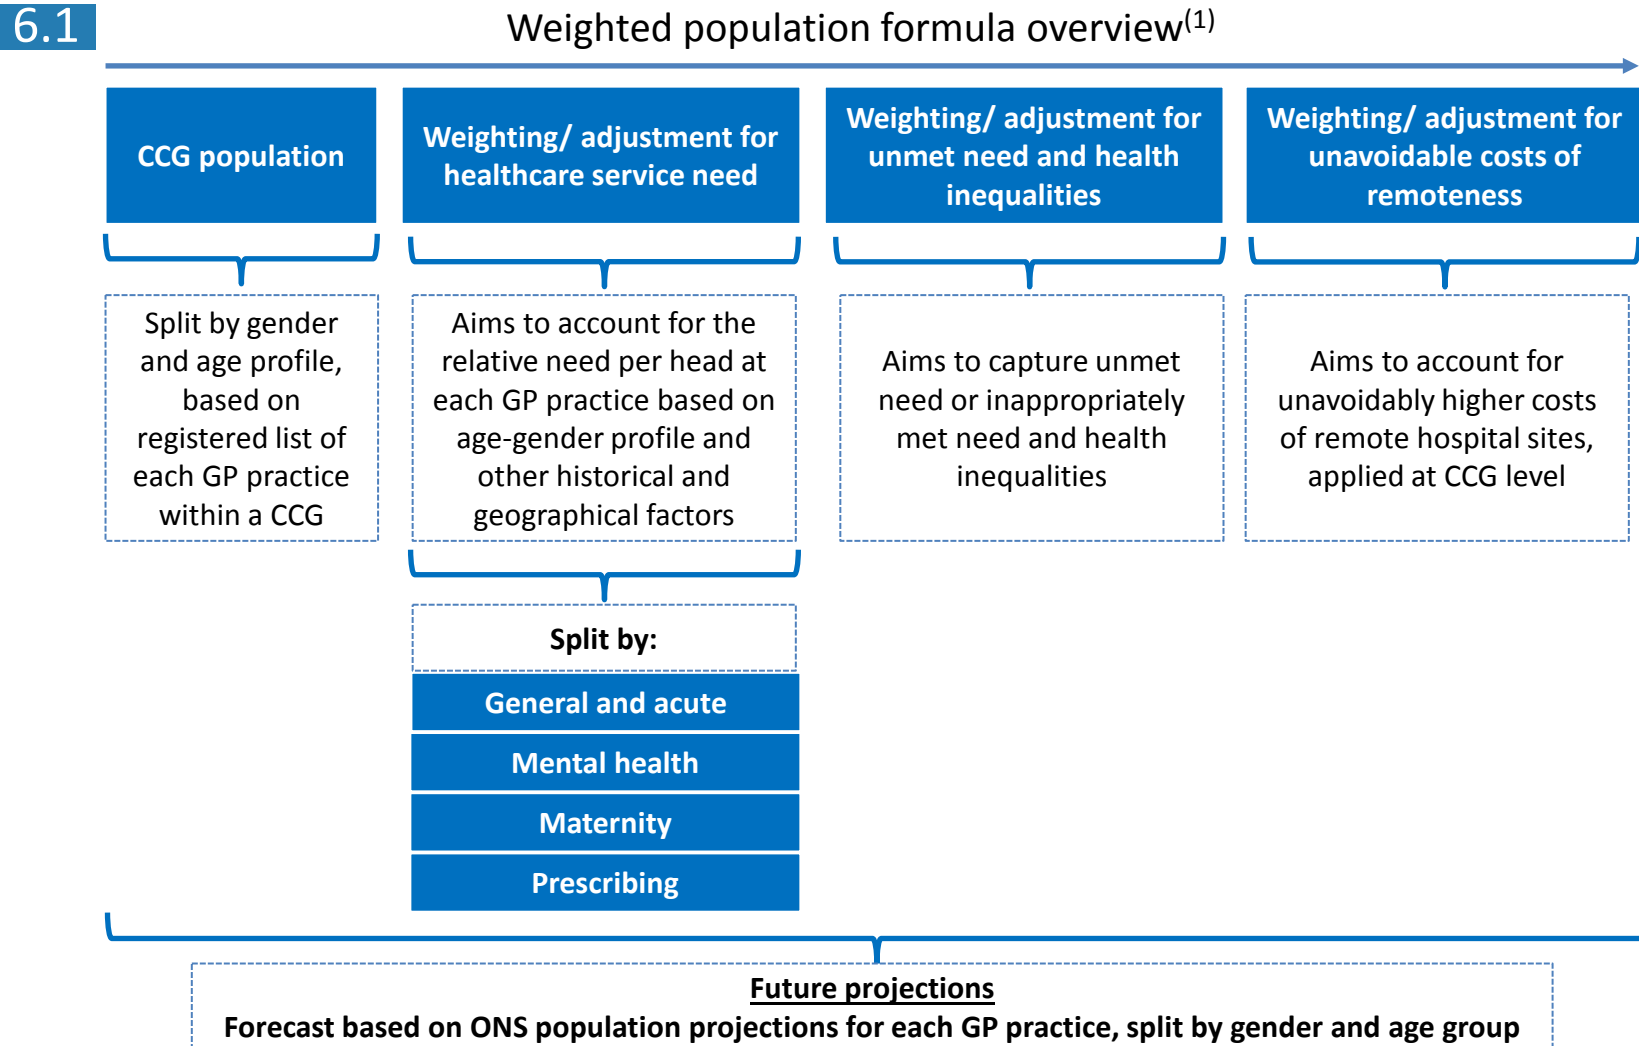 6.1
Weighted population formula overview(1)
CCG population
Weighting/ adjustment for
healthcare service need
Weighting/ adjustment for
unmet need and health
inequalities
Weighting/ adjustment for
unavoidable costs of
remoteness
Split by gender
and age profile,
based on
registered list of
each GP practice
within a CCG
Aims to account for the
relative need per head at
each GP practice based on
age-gender profile and
other historical and
geographical factors
Aims to capture unmet
need or inappropriately
met need and health
inequalities
Aims to account for
unavoidably higher costs
of remote hospital sites,
applied at CCG level
Split by:
General and acute
Mental health
Maternity
Prescribing
Future projections
Forecast based on ONS population projections for each GP practice, split by gender and age group